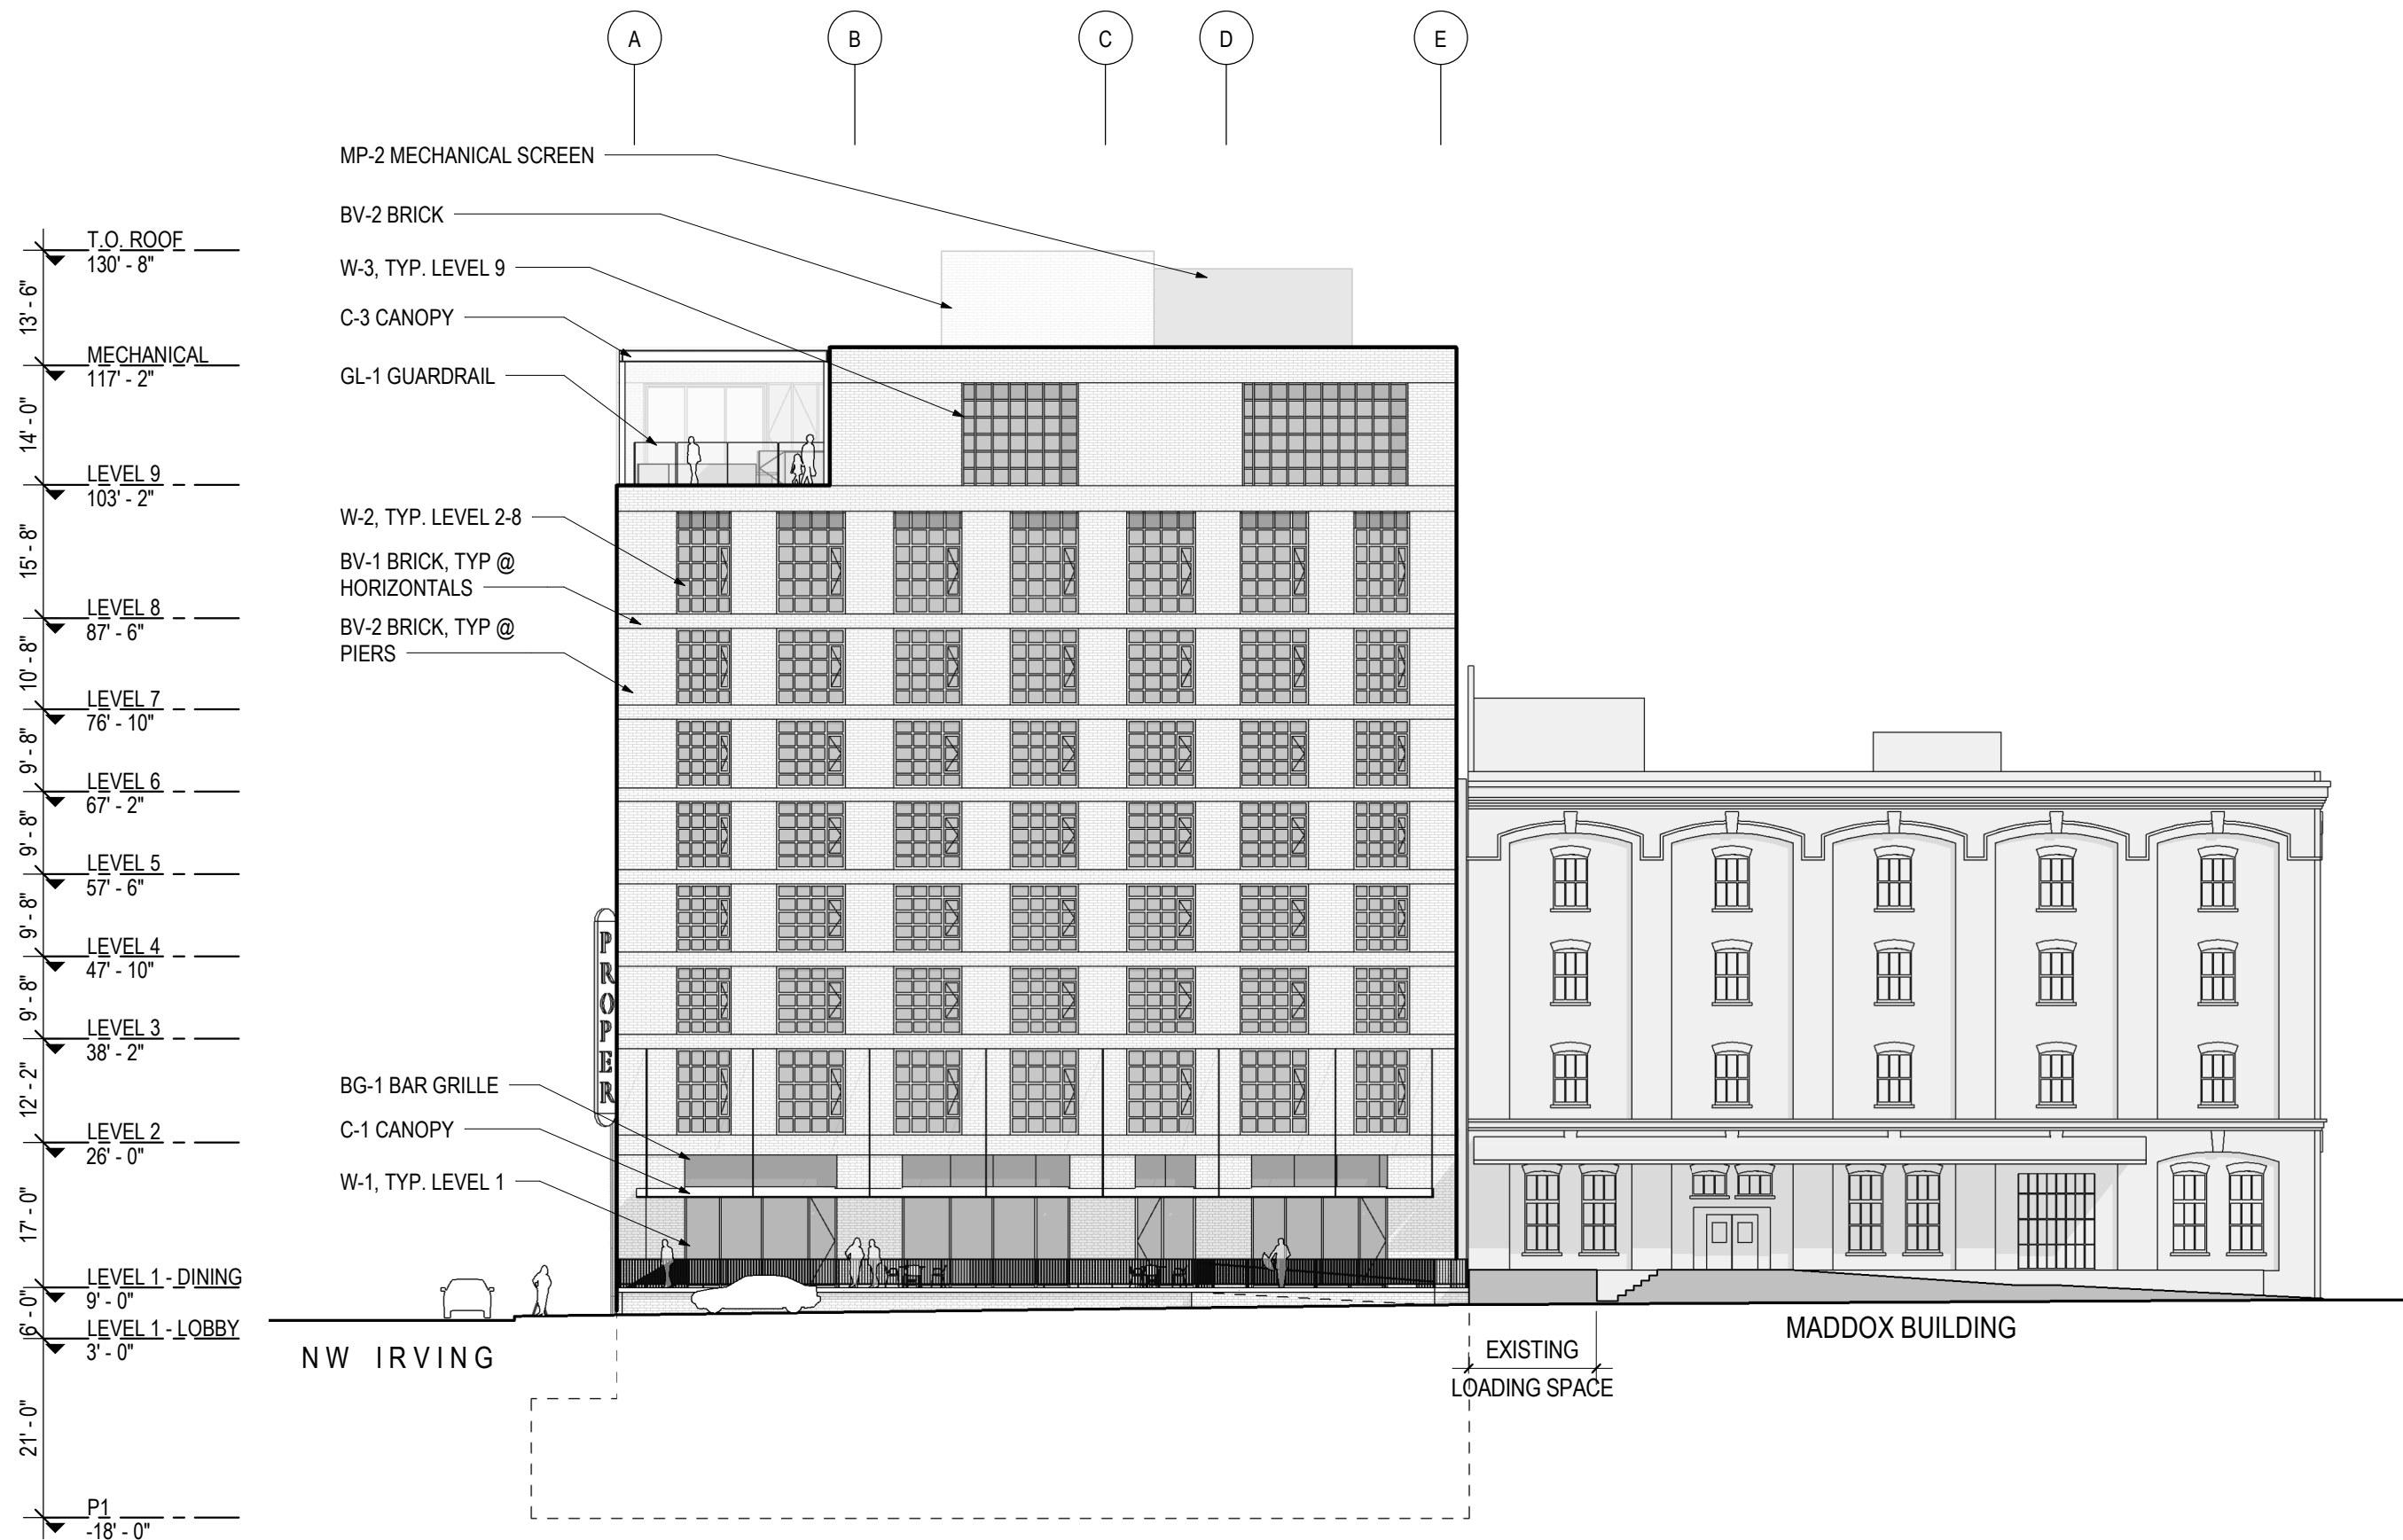 A B C D E
MP-2 MECHANICAL SCREEN
BV-2 BRICK
W-3, TYP. LEVEL 9
C-3 CANOPY
GL-1 GUARDRAIL
W-2, TYP. LEVEL 2-8
BV-1 BRICK, TYP @
HORIZONTALS
BV-2 BRICK, TYP @
PIERS
BG-1 BAR GRILLE
C-1 CANOPY
W-1, TYP. LEVEL 1
T.O. ROOF
130' - 8"
13' - 6"
MECHANICAL
117' - 2"
14' - 0"
LEVEL 9
103' - 2"
15' - 8"
LEVEL 8
87' - 6"
10' - 8"
LEVEL 7
76' - 10"
9' - 8"
LEVEL 6
67' - 2"
9' - 8"
LEVEL 5
57' - 6"
9' - 8"
LEVEL 4
47' - 10"
9' - 8"
LEVEL 3
38' - 2"
12' - 2"
LEVEL 2
26' - 0"
17' - 0"
LEVEL 1 - DINING
9' - 0"
6' - 0"
LEVEL 1 - LOBBY
3' - 0"
21' - 0"
P1
-18' - 0"
PROPER
NW IRVING
EXISTING
LOADING SPACE
MADDOX BUILDING